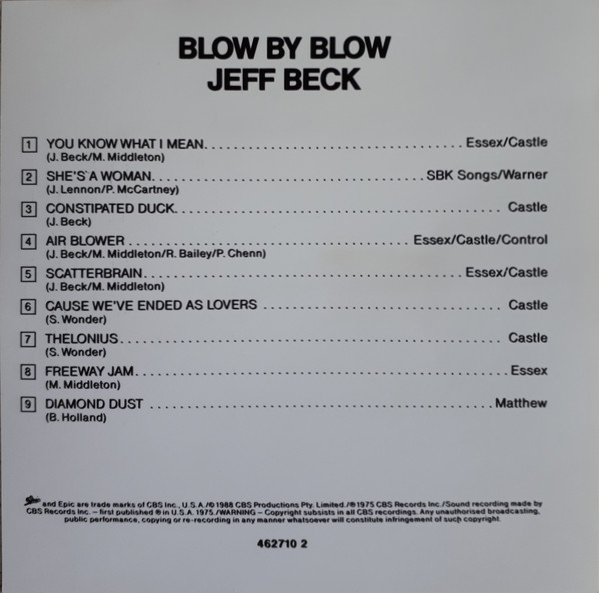 BLOW BY BLOW
JEFF BECK
1 YOU KNOW WHAT I MEAN........................................ Essex/Castle
(J. Beck/M. Middleton)
2 SHE'S A WOMAN........................................ SBK Songs/Warner
(J. Lennon/P. McCartney)
3 CONSTIPATED DUCK........................................ Castle
(J. Beck)
4 AIR BLOWER........................................ Essex/Castle/Control
(J. Beck/M. Middleton/R. Bailey/P. Chenn)
5 SCATTERBRAIN........................................ Essex/Castle
(J. Beck/M. Middleton)
6 CAUSE WE'VE ENDED AS LOVERS........................................ Castle
(S. Wonder)
7 THELONIUS........................................ Castle
(S. Wonder)
8 FREEWAY JAM........................................ Essex
(M. Middleton)
9 DIAMOND DUST........................................ Matthew
(B. Holland)
Epic and Epic are trade marks of CBS Inc., U.S.A./© 1988 CBS Productions Pty. Limited./℗ 1975 CBS Records Inc./Sound recording made by
CBS Records Inc. – first published ℗ in U.S.A. 1975./WARNING – Copyright subsists in all CBS recordings. Any unauthorised broadcasting,
public performance, copying or re-recording in any manner whatsoever will constitute infringement of such copyright.
462710 2